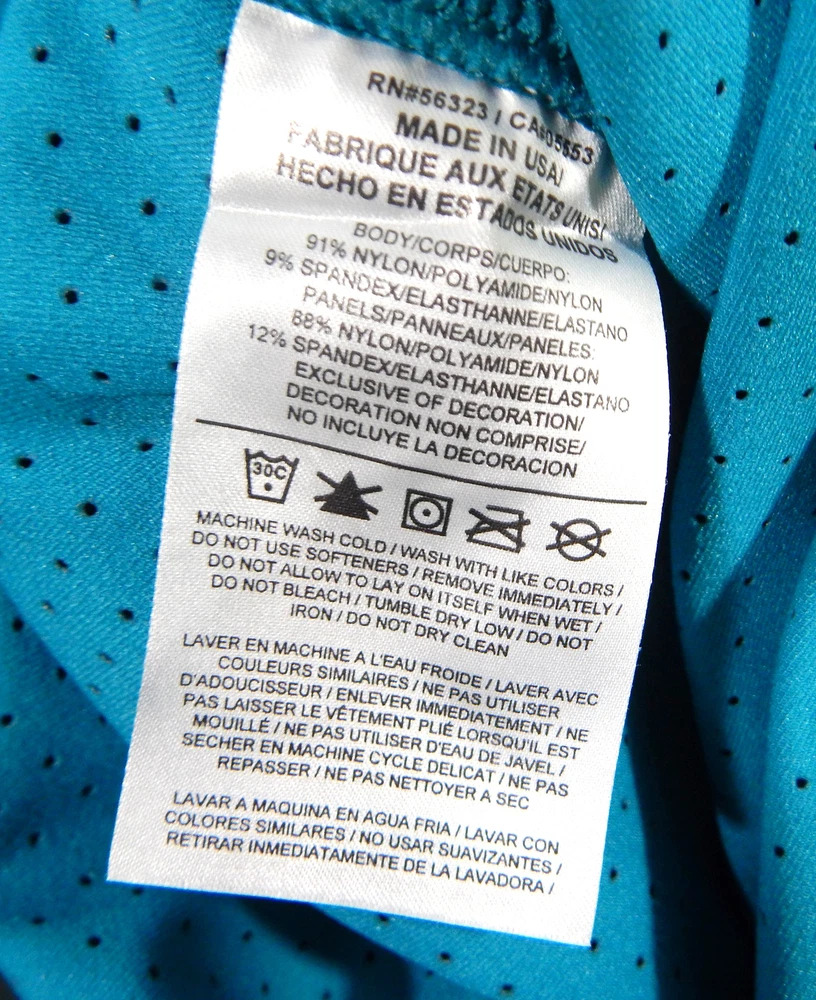 RN#56323 / CA#05553
MADE IN USA/
FABRIQUE AUX ETATS UNIS/
HECHO EN ESTADOS UNIDOS
BODY/CORPS/CUERPO:
91% NYLON/POLYAMIDE/NYLON
9% SPANDEX/ELASTHANNE/ELASTANO
PANELS/PANNEAUX/PANELES:
88% NYLON/POLYAMIDE/NYLON
12% SPANDEX/ELASTHANNE/ELASTANO
EXCLUSIVE OF DECORATION/
DECORATION NON COMPRISE/
NO INCLUYE LA DECORACION
30C
MACHINE WASH COLD / WASH WITH LIKE COLORS /
DO NOT USE SOFTENERS / REMOVE IMMEDIATELY /
DO NOT ALLOW TO LAY ON ITSELF WHEN WET /
DO NOT BLEACH / TUMBLE DRY LOW / DO NOT
IRON / DO NOT DRY CLEAN
LAVER EN MACHINE A L'EAU FROIDE / LAVER AVEC
COULEURS SIMILAIRES / NE PAS UTILISER
D'ADOUCISSEUR / ENLEVER IMMEDIATEMENT / NE
PAS LAISSER LE VÊTEMENT PLIÉ LORSQU'IL EST
MOUILLÉ / NE PAS UTILISER D'EAU DE JAVEL /
SECHER EN MACHINE CYCLE DELICAT / NE PAS
REPASSER / NE PAS NETTOYER A SEC
LAVAR A MAQUINA EN AGUA FRIA / LAVAR CON
COLORES SIMILARES / NO USAR SUAVIZANTES /
RETIRAR INMEDIATAMENTE DE LA LAVADORA /